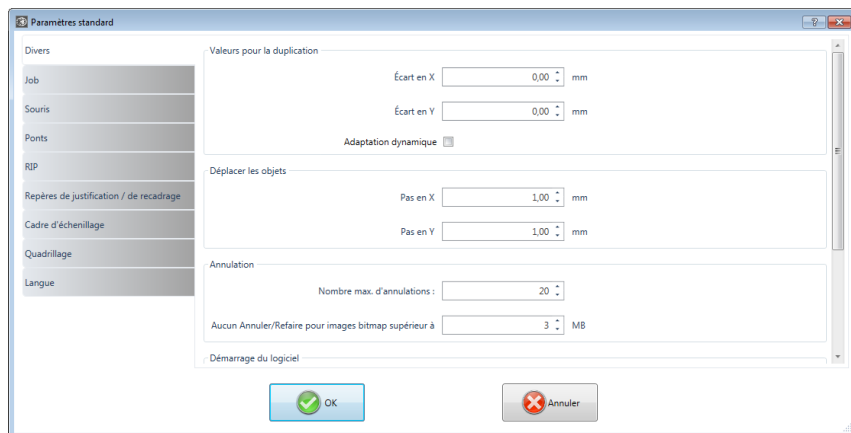 Paramètres standard
Divers
Job
Souris
Ponts
RIP
Repères de justification / de recadrage
Cadre d'échenillage
Quadrillage
Langue
Valeurs pour la duplication
Écart en X 0,00 mm
Écart en Y 0,00 mm
Adaptation dynamique
Déplacer les objets
Pas en X 1,00 mm
Pas en Y 1,00 mm
Annulation
Nombre max. d'annulations : 20
Aucun Annuler/Refaire pour images bitmap supérieur à 3 MB
Démarrage du logiciel
OK
Annuler